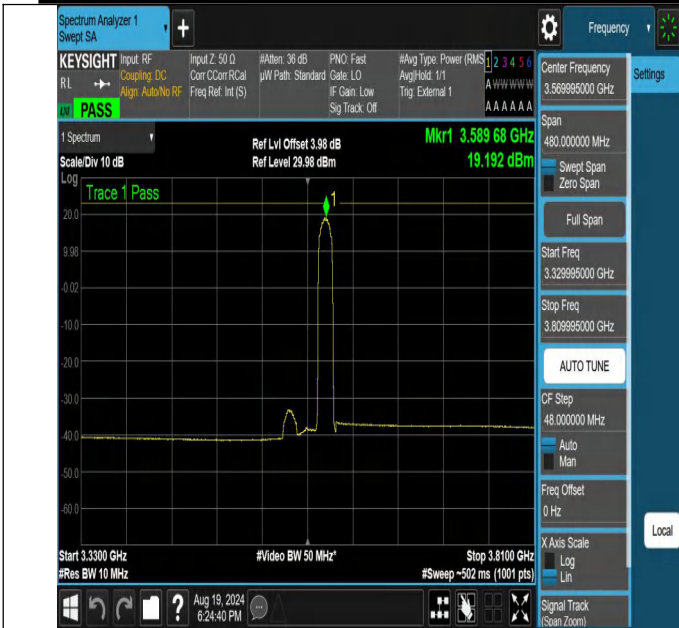 Spectrum Analyzer 1
Swept SA
+
Frequency
KEYSIGHT
RL
PASS
Input: RF
Coupling: DC
Align: Auto/No RF
Input Z: 50 Ω
Corr CCorr RCal
Freq Ref: Int (S)
#Atten: 36 dB
µW Path: Standard
PNO: Fast
Gate: LO
IF Gain: Low
Sig Track: Off
#Avg Type: Power (RMS
Avg|Hold: 1/1
Trig: External 1
1 2 3 4 5 6
A W W W W W
A A A A A A
1 Spectrum
Scale/Div 10 dB
Ref Lvl Offset 3.98 dB
Ref Level 29.98 dBm
Mkr1 3.589 68 GHz
19.192 dBm
Log
Trace 1 Pass
1
20.0
9.98
-0.02
-10.0
-20.0
-30.0
-40.0
-50.0
-60.0
Start 3.3300 GHz
#Res BW 10 MHz
#Video BW 50 MHz*
Stop 3.8100 GHz
#Sweep ~502 ms (1001 pts)
?
Aug 19, 2024
6:24:40 PM
Center Frequency
3.569995000 GHz
Settings
Span
480.000000 MHz
Swept Span
Zero Span
Full Span
Start Freq
3.329995000 GHz
Stop Freq
3.809995000 GHz
AUTO TUNE
CF Step
48.000000 MHz
Auto
Man
Freq Offset
0 Hz
X Axis Scale
Log
Lin
Local
Signal Track
(Span Zoom)